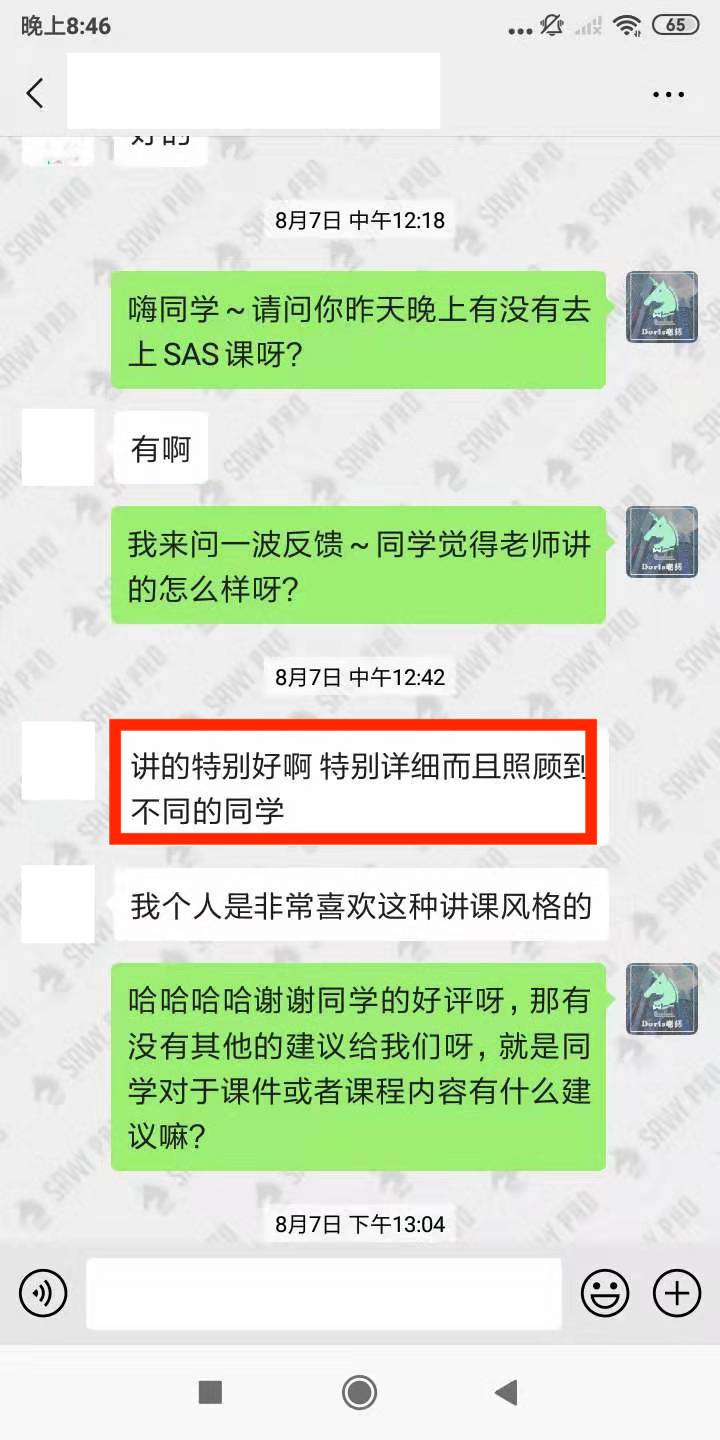 晚上8:46
65
好的
8月7日 中午12:18
嗨同学～请问你昨天晚上有没有去
上SAS课呀？
有啊
我来问一波反馈～同学觉得老师讲
的怎么样呀？
8月7日 中午12:42
讲的特别好啊 特别详细而且照顾到
不同的同学
我个人是非常喜欢这种讲课风格的
哈哈哈哈谢谢同学的好评呀，那有
没有其他的建议给我们呀，就是同
学对于课件或者课程内容有什么建
议嘛？
8月7日 下午13:04